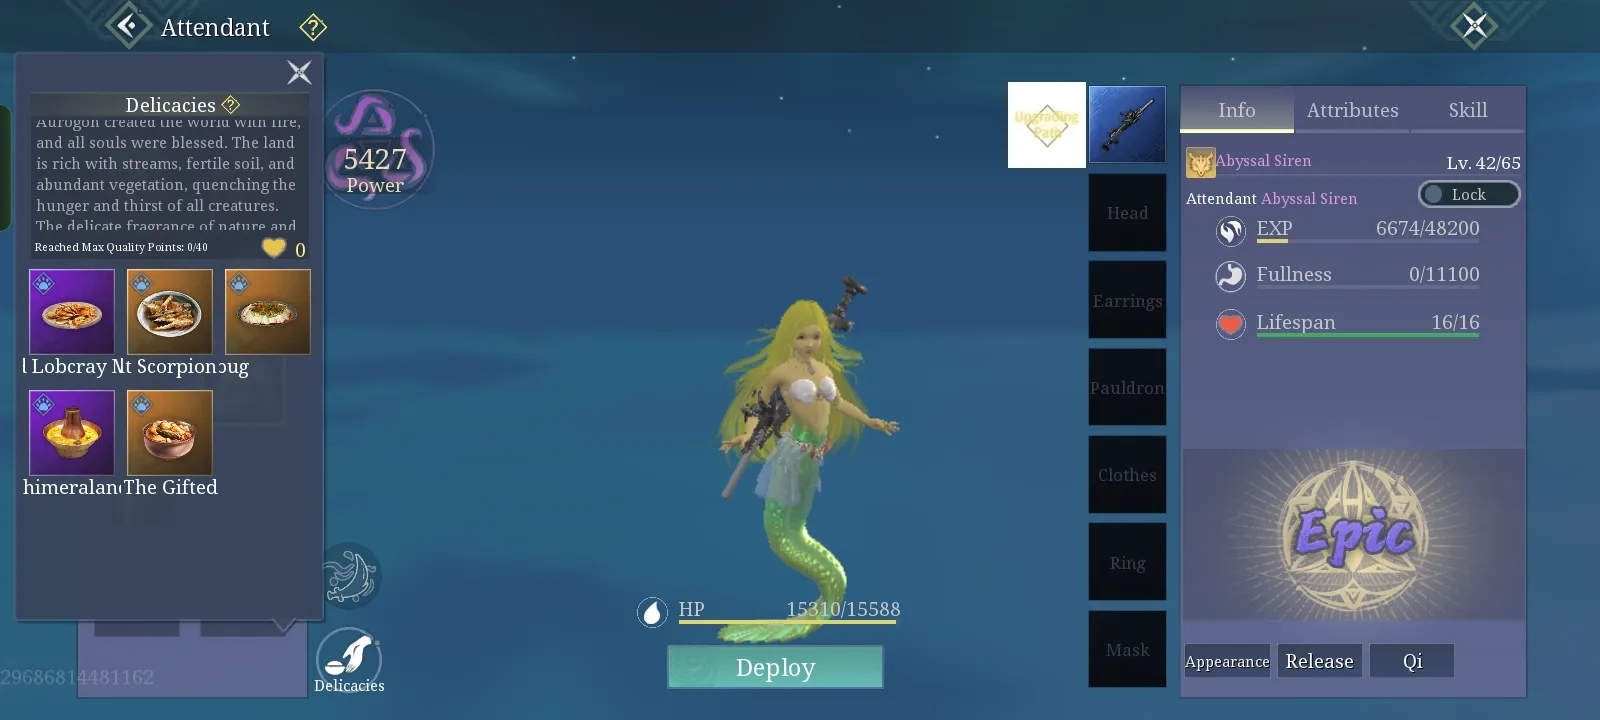 Attendant
Delicacies
Aurogon created the world with fire,
and all souls were blessed. The land
is rich with streams, fertile soil, and
abundant vegetation, quenching the
hunger and thirst of all creatures.
The delicate fragrance of nature and
Reached Max Quality Points: 0/40
0
Lobcray
t Scorpion
oug
himeralan
The Gifted
5427
Power
Delicacies
29686814481162
HP 15310/15588
Deploy
Upgrading
Path
Head
Earrings
Pauldron
Clothes
Ring
Mask
Info Attributes Skill
Abyssal Siren
Lv. 42/65
Attendant Abyssal Siren
Lock
EXP 6674/48200
Fullness 0/11100
Lifespan 16/16
Epic
Appearance Release Qi